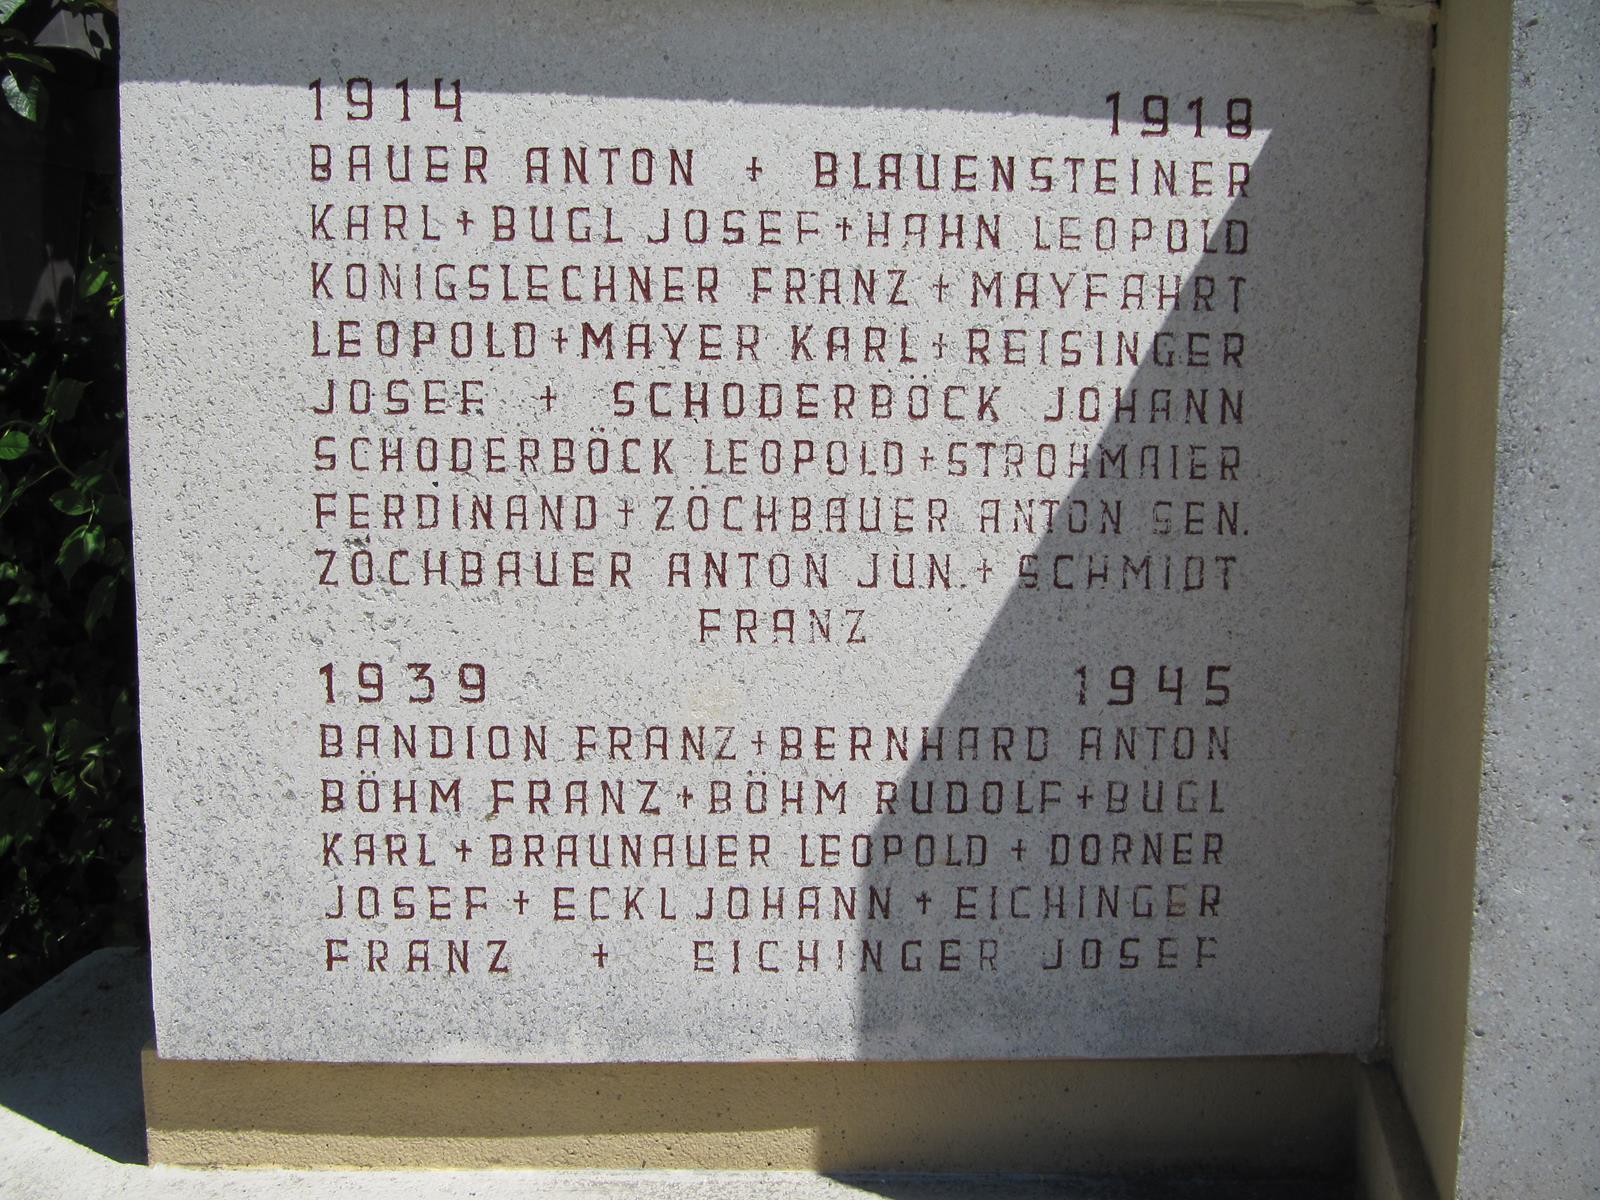 1914 1918
BAUER ANTON + BLAUENSTEINER
KARL + BUGL JOSEF + HAHN LEOPOLD
KONIGSLECHNER FRANZ + MAYFAHRT
LEOPOLD + MAYER KARL + REISINGER
JOSEF + SCHODERBÖCK JOHANN
SCHODERBÖCK LEOPOLD + STROHMAIER
FERDINAND + ZÖCHBAUER ANTON SEN.
ZÖCHBAUER ANTON JUN. + SCHMIDT
FRANZ
1939 1945
BANDION FRANZ + BERNHARD ANTON
BÖHM FRANZ + BÖHM RUDOLF + BUGL
KARL + BRAUNAUER LEOPOLD + DORNER
JOSEF + ECKL JOHANN + EICHINGER
FRANZ + EICHINGER JOSEF